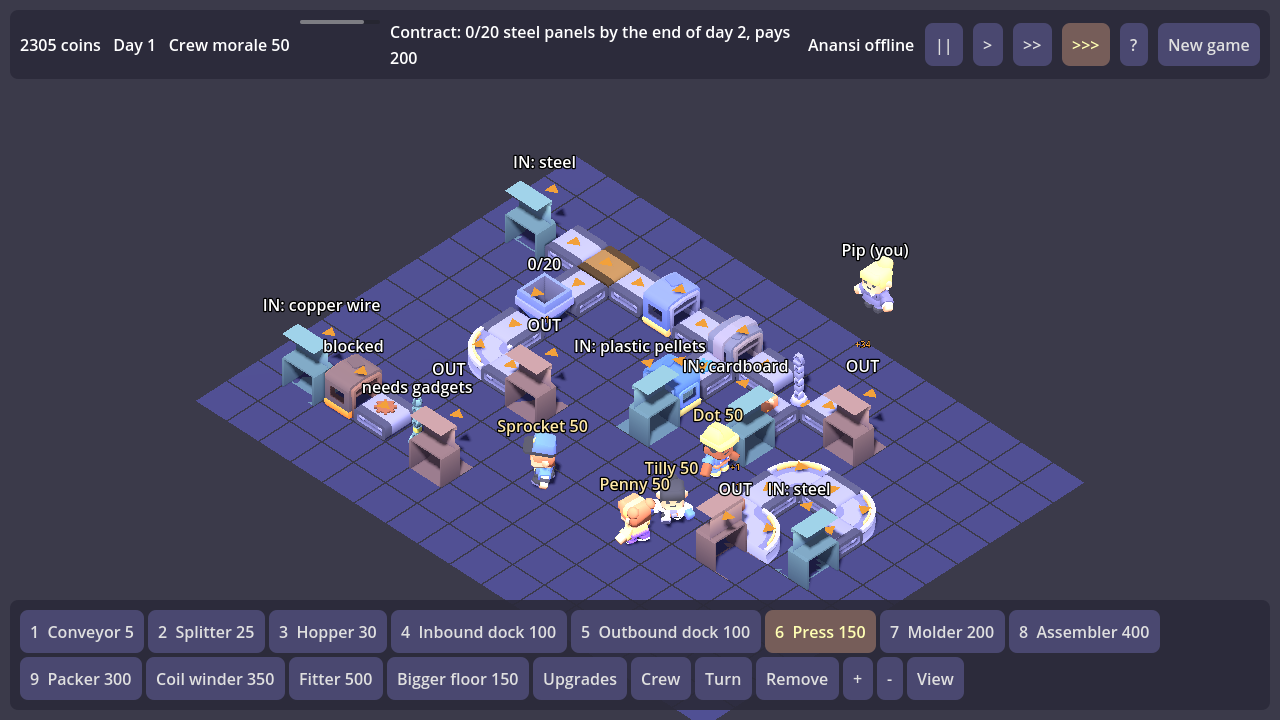 2305 coins Day 1 Crew morale 50
Contract: 0/20 steel panels by the end of day 2, pays
200
Anansi offline || > >> >>> ? New game
IN: steel
Pip (you)
0/20
IN: copper wire
OUT
blocked
IN: plastic pellets
+34
OUT
IN: cardboard
OUT
needs gadgets
Dot 50
Sprocket 50
Tilly 50
+1
Penny 50
OUT
IN: steel
1 Conveyor 5 2 Splitter 25 3 Hopper 30 4 Inbound dock 100 5 Outbound dock 100 6 Press 150 7 Molder 200 8 Assembler 400
9 Packer 300 Coil winder 350 Fitter 500 Bigger floor 150 Upgrades Crew Turn Remove + - View